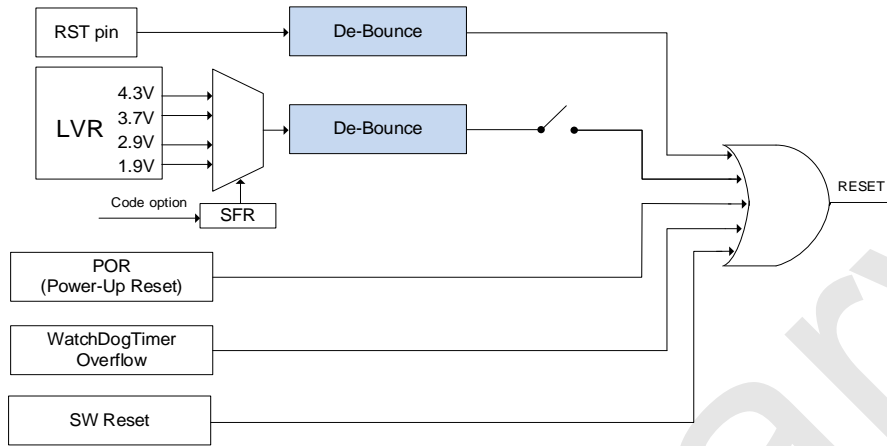 RST pin
De-Bounce
LVR
4.3V
3.7V
2.9V
1.9V
De-Bounce
Code option
SFR
RESET
POR
(Power-Up Reset)
WatchDogTimer
Overflow
SW Reset